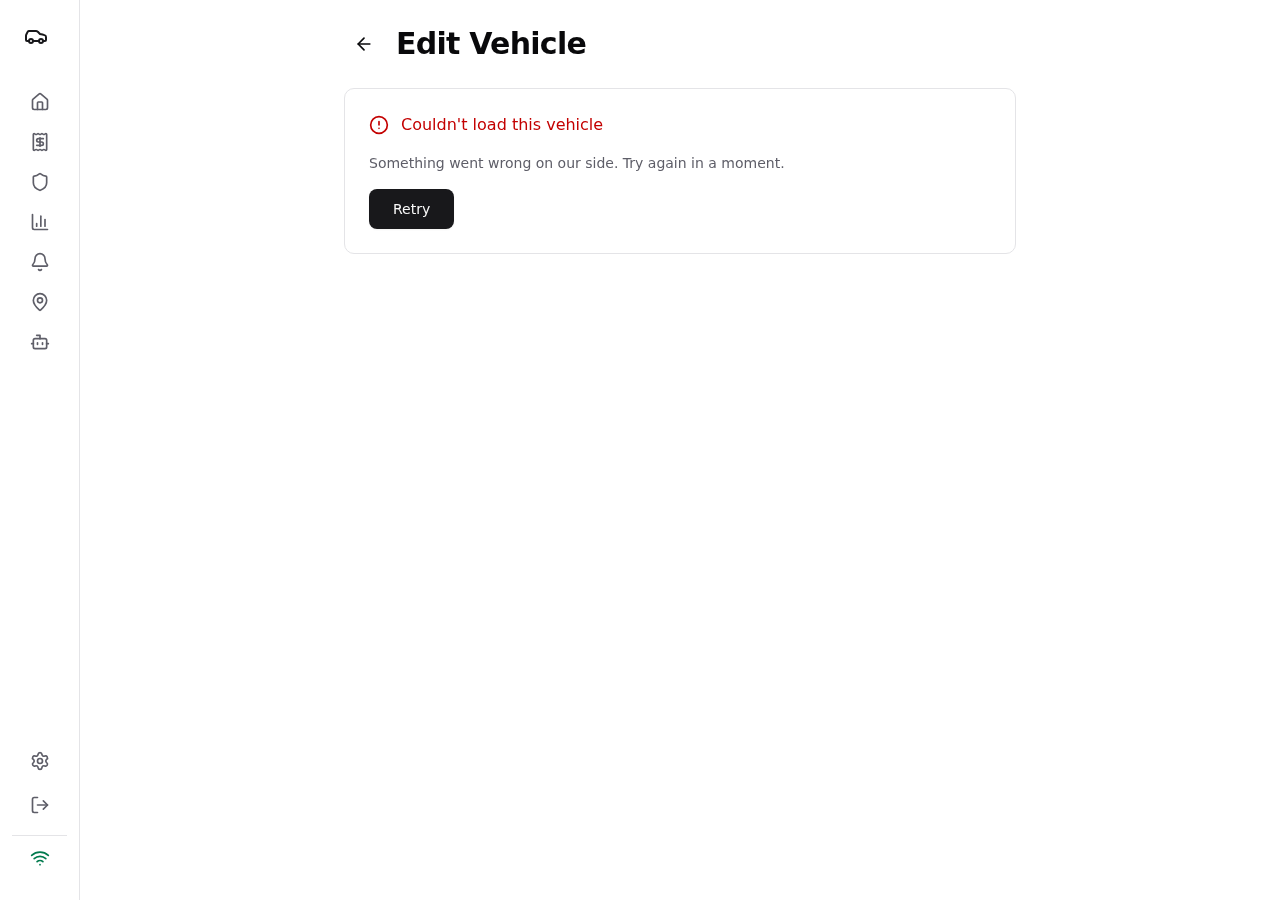 Edit Vehicle
Couldn't load this vehicle
Something went wrong on our side. Try again in a moment.
Retry